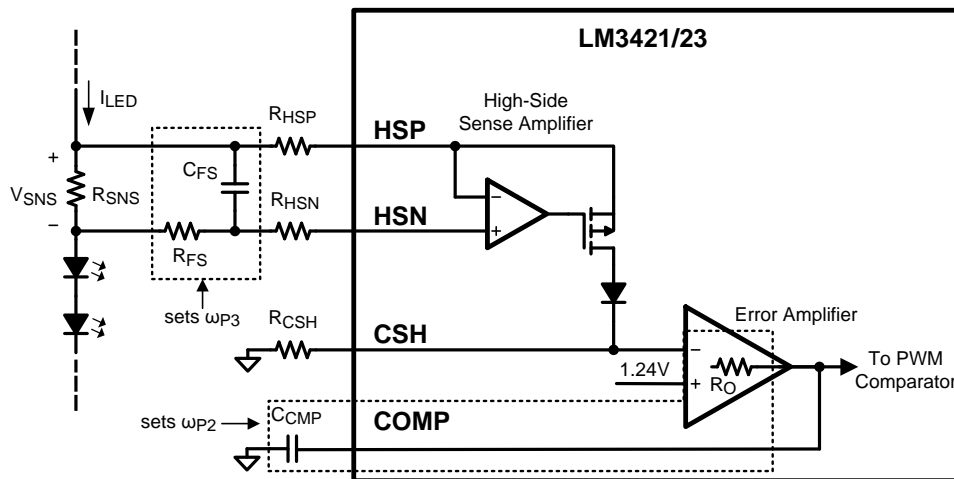 LM3421/23
ILED
High-Side
Sense Amplifier
RHSP
HSP
+
CFS
VSNS
RSNS
RHSN
HSN
−
+
−
RFS
sets ωP3
RCSH
CSH
Error Amplifier
−
1.24V
+
RO
To PWM
Comparator
sets ωP2
CCMP
COMP